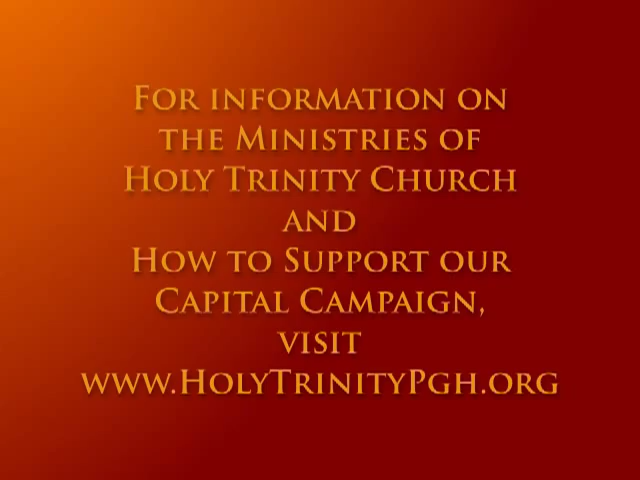 For information on
the Ministries of
Holy Trinity Church
and
How to Support our
Capital Campaign,
visit
www.HolyTrinityPgh.org